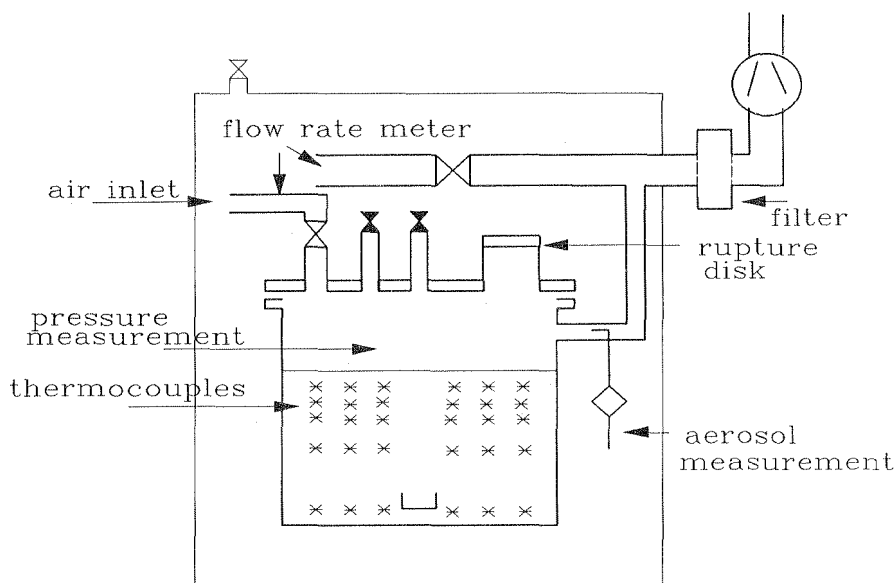 flow rate meter
air inlet
filter
rupture
disk
pressure
measurement
thermocouples
aerosol
measurement